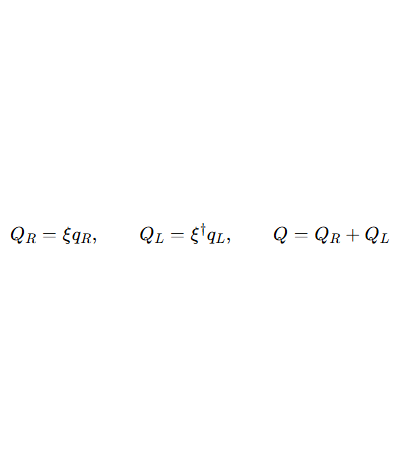 Q_R = ξq_R, Q_L = ξ^†q_L, Q = Q_R + Q_L